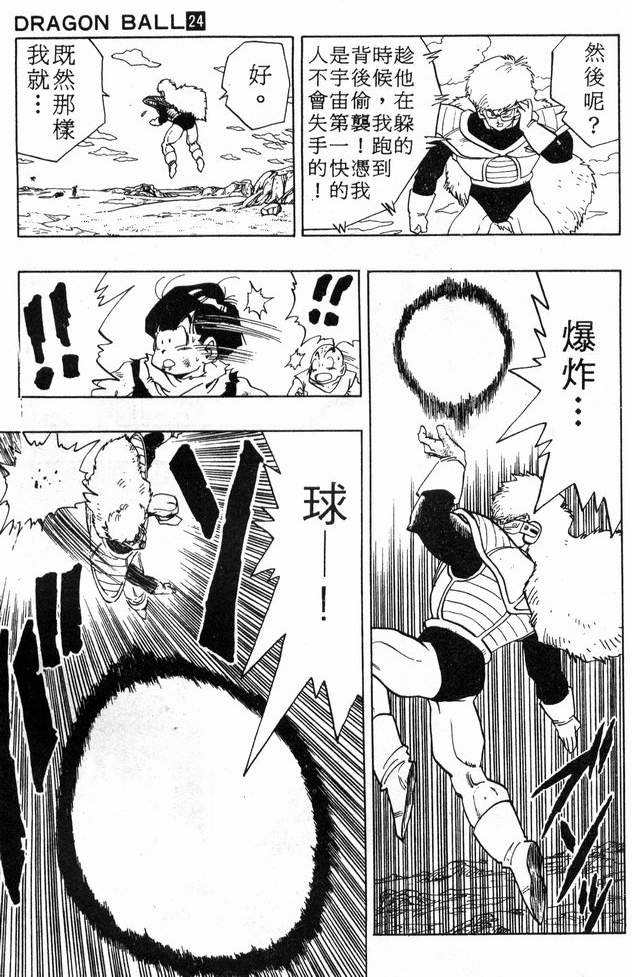 DRAGON BALL 24
然後呢？
趁他在躲的
時候，我跑到
背後偷襲！憑我
是宇宙第一快的
人不會失手的！
好。
既然那樣
我就…
爆炸…
!!
!!
球—！